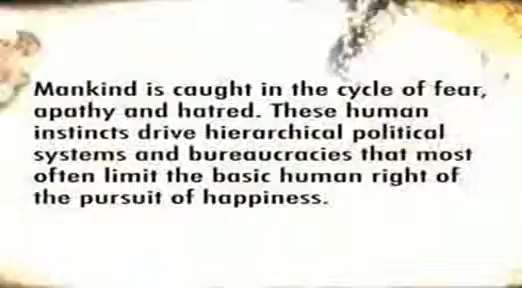 Mankind is caught in the cycle of fear,
apathy and hatred. These human
instincts drive hierarchical political
systems and bureaucracies that most
often limit the basic human right of
the pursuit of happiness.